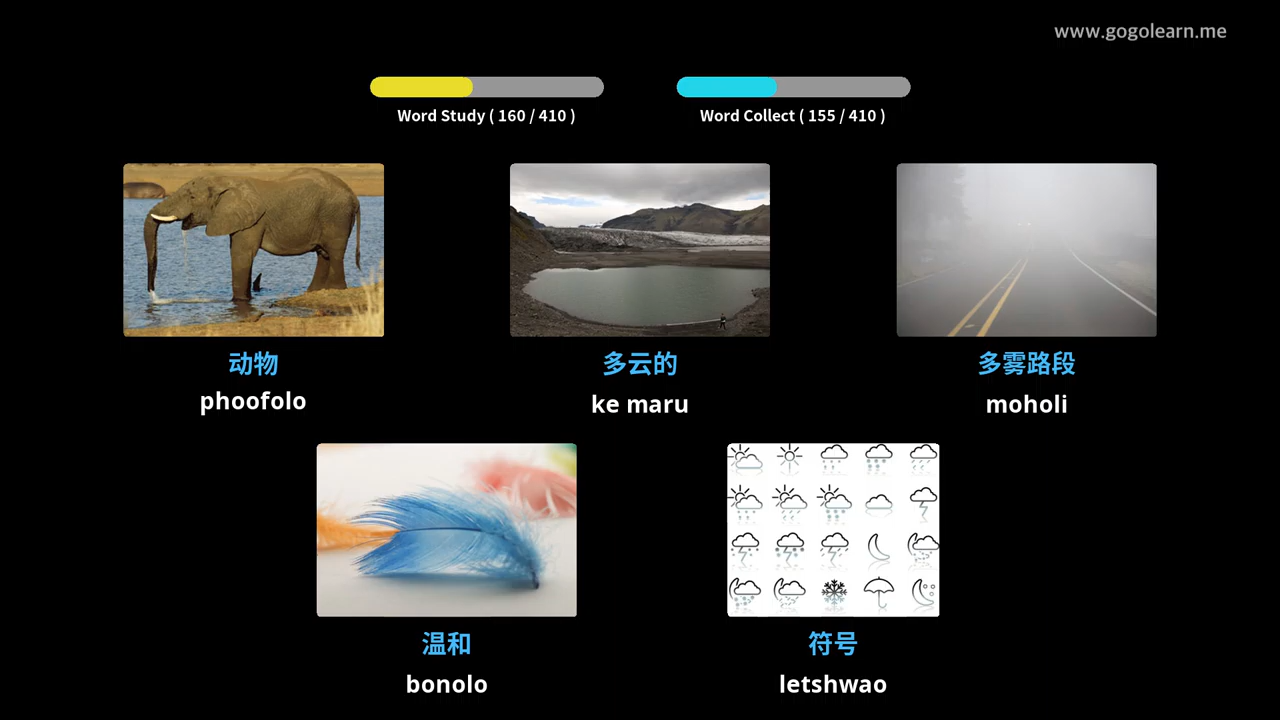 www.gogolearn.me
Word Study ( 160 / 410 )
Word Collect ( 155 / 410 )
动物
phoofolo
多云的
ke maru
多雾路段
moholi
温和
bonolo
符号
letshwao